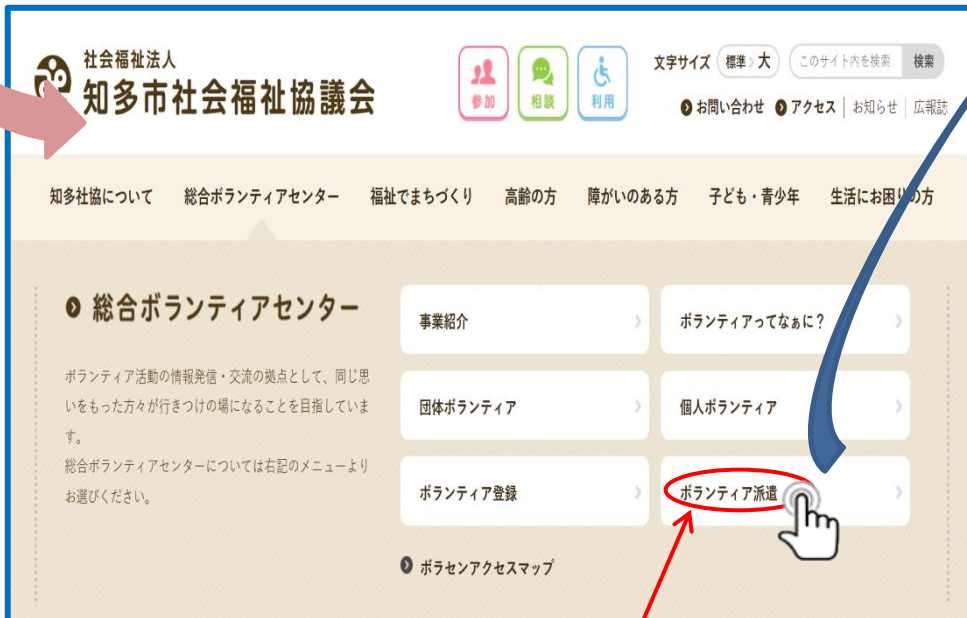 社会福祉法人
知多市社会福祉協議会
参加
相談
利用
文字サイズ 標準 大 このサイト内を検索 検索
お問い合わせ アクセス お知らせ 広報誌
知多社協について 総合ボランティアセンター 福祉でまちづくり 高齢の方 障がいのある方 子ども・青少年 生活にお困りの方
総合ボランティアセンター
ボランティア活動の情報発信・交流の拠点として、同じ思
いをもった方々が行きつけの場になることを目指していま
す。
総合ボランティアセンターについては右記のメニューより
お選びください。
事業紹介
ボランティアってなぁに?
団体ボランティア
個人ボランティア
ボランティア登録
ボランティア派遣
ボラセンアクセスマップ